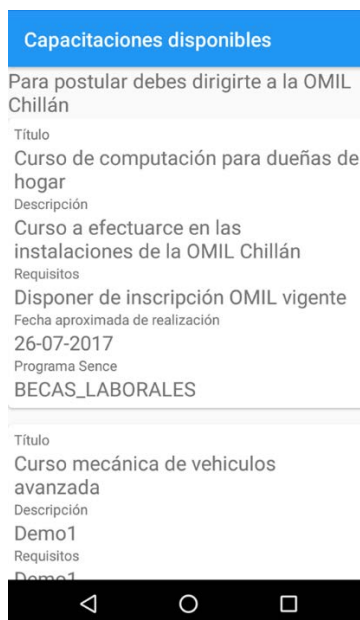 Capacitaciones disponibles
Para postular debes dirigirte a la OMIL
Chillán
Título
Curso de computación para dueñas de
hogar
Descripción
Curso a efectuarce en las
instalaciones de la OMIL Chillán
Requisitos
Disponer de inscripción OMIL vigente
Fecha aproximada de realización
26-07-2017
Programa Sence
BECAS_LABORALES
Título
Curso mecánica de vehiculos
avanzada
Descripción
Demo1
Requisitos
Demo1